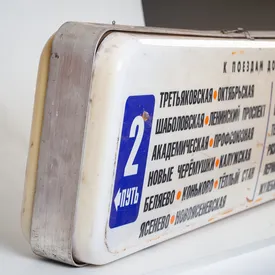 К ПОЕЗДАМ ДО
ТРЕТЬЯКОВСКАЯ • ОКТЯБРЬСКАЯ
ШАБОЛОВСКАЯ • ЛЕНИНСКИЙ ПРОСПЕКТ
АКАДЕМИЧЕСКАЯ • ПРОФСОЮЗНАЯ
НОВЫЕ ЧЕРЁМУШКИ • КАЛУЖСКАЯ
БЕЛЯЕВО • КОНЬКОВО • ТЁПЛЫЙ СТАН
ЯСЕНЕВО • НОВОЯСЕНЕВСКАЯ
2
ПУТЬ